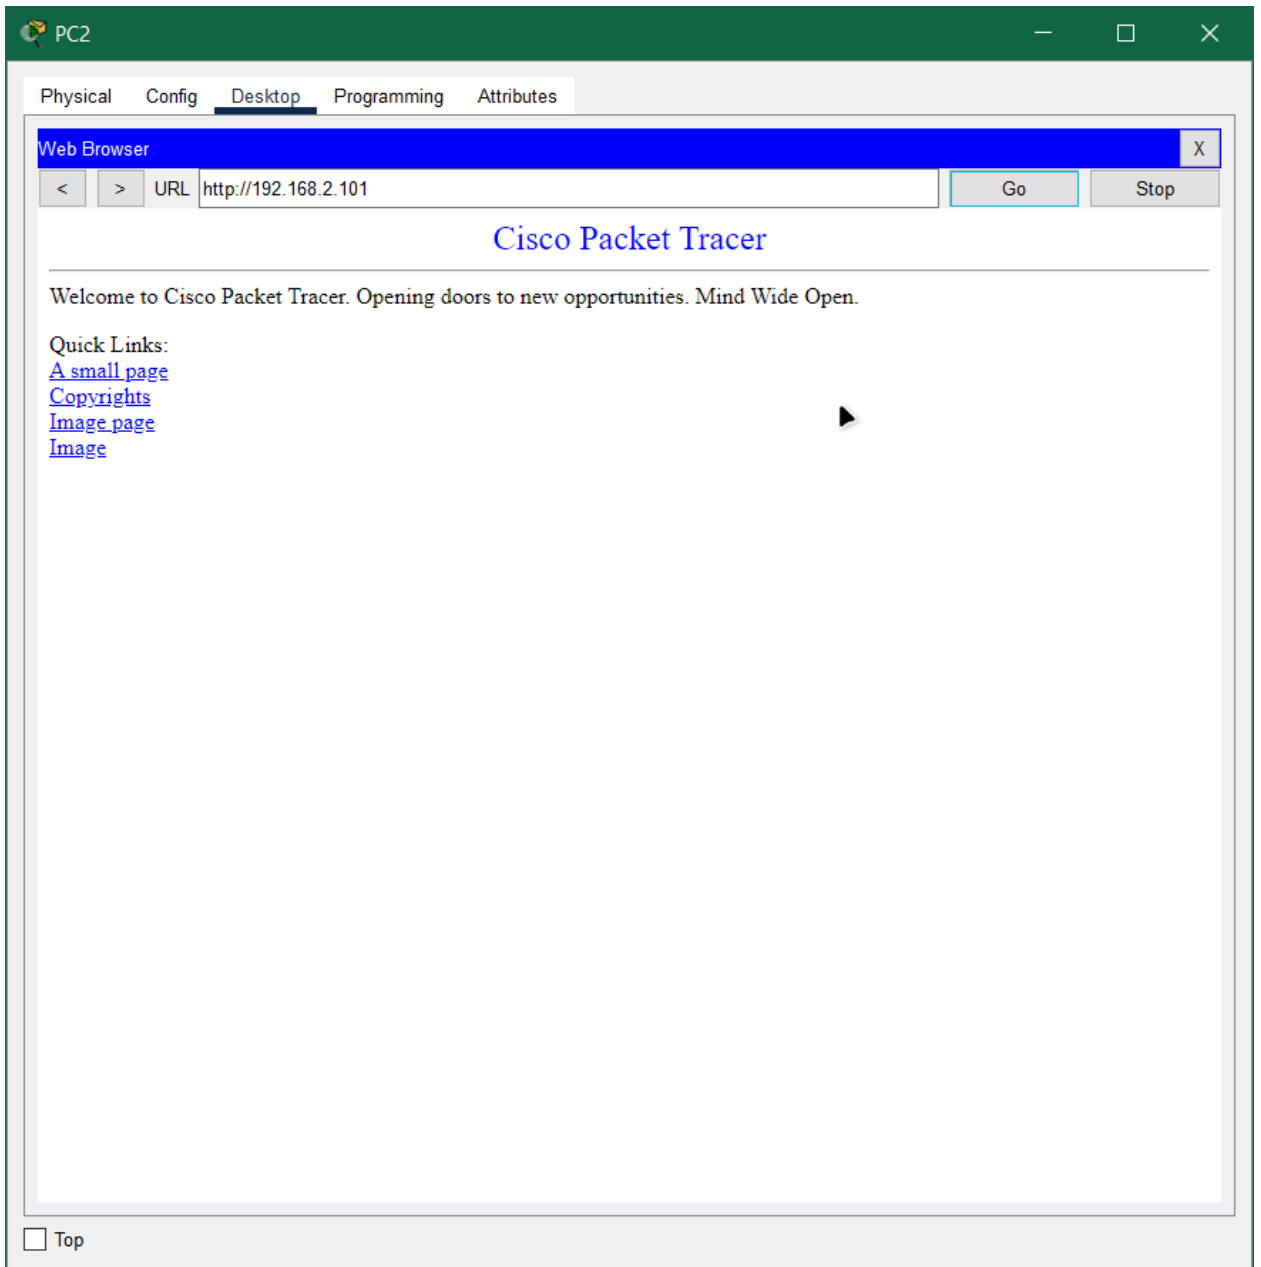 PC2
Physical Config Desktop Programming Attributes
Web Browser X
< > URL http://192.168.2.101 Go Stop
Cisco Packet Tracer
Welcome to Cisco Packet Tracer. Opening doors to new opportunities. Mind Wide Open.
Quick Links:
A small page
Copyrights
Image page
Image
Top